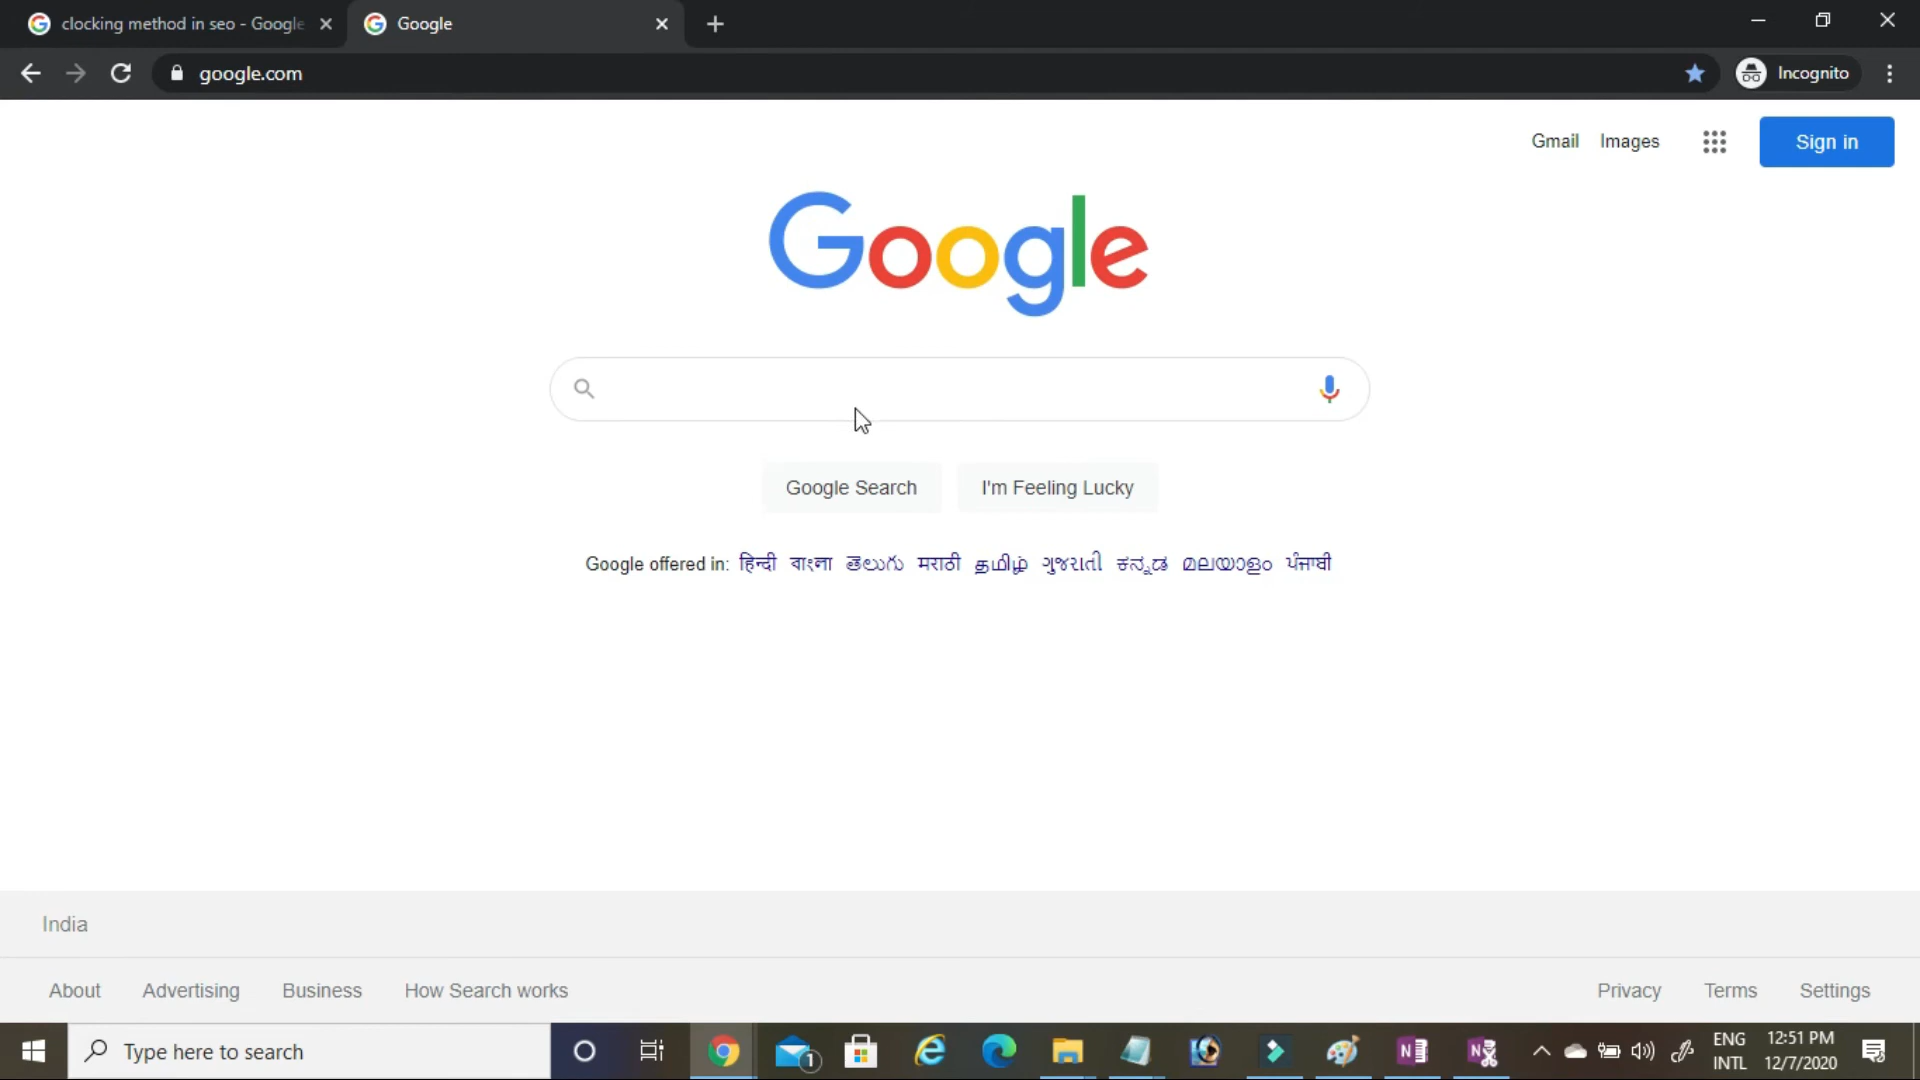 clocking method in seo - Google
Google
google.com
Incognito
Gmail Images
Sign in
Google
Google Search I'm Feeling Lucky
Google offered in: हिन्दी বাংলা తెలుగు मराठी தமிழ் ગુજરાતી ಕನ್ನಡ മലയാളം ਪੰਜਾਬੀ
India
About Advertising Business How Search works Privacy Terms Settings
Type here to search
1
N
N
ENG 12:51 PM
INTL 12/7/2020